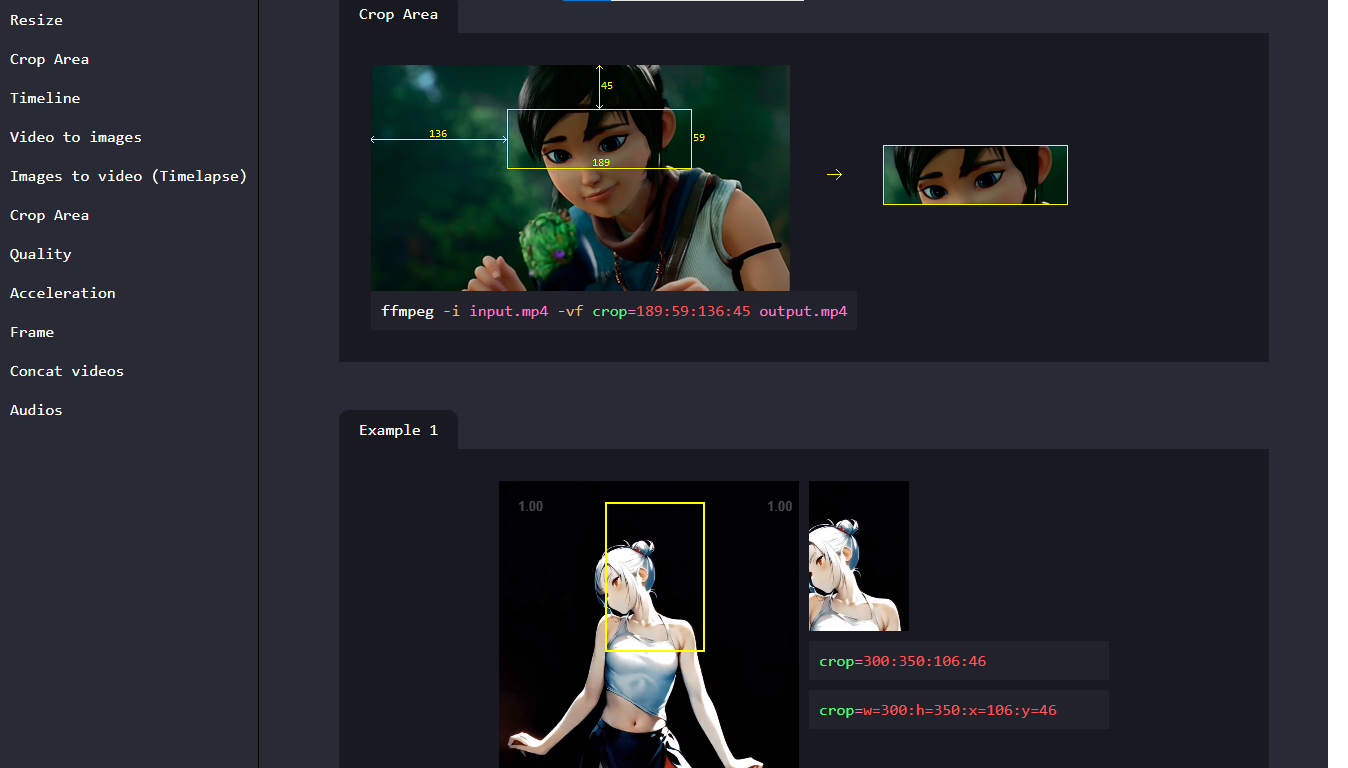 Resize
Crop Area
Timeline
Video to images
Images to video (Timelapse)
Crop Area
Quality
Acceleration
Frame
Concat videos
Audios
Crop Area
45
136
59
189
ffmpeg -i input.mp4 -vf crop=189:59:136:45 output.mp4
Example 1
1.00
1.00
crop=300:350:106:46
crop=w=300:h=350:x=106:y=46